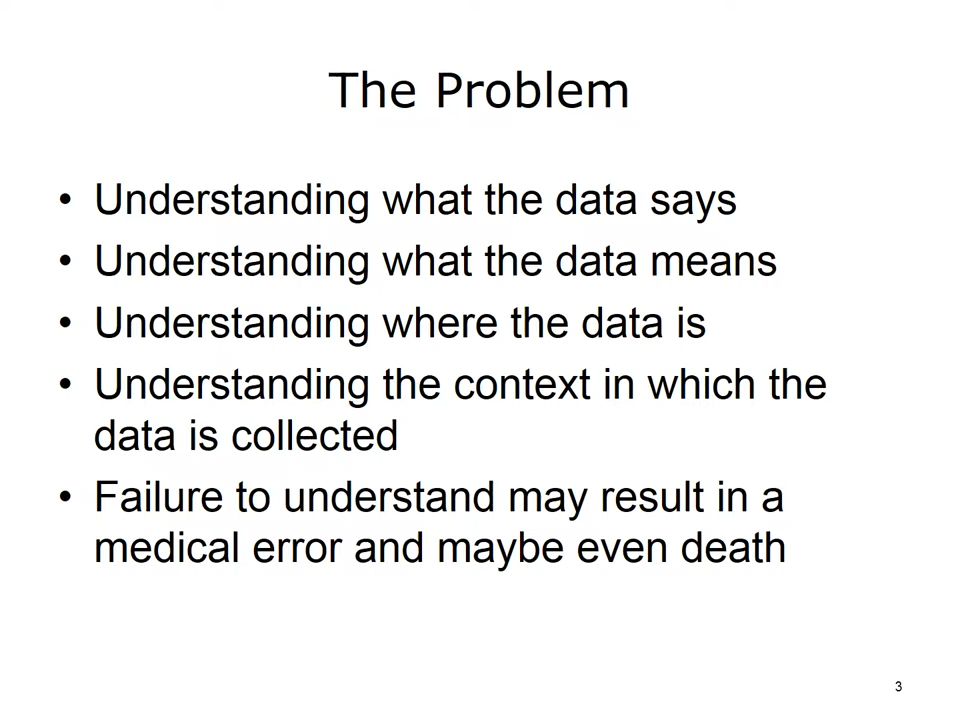 The Problem
• Understanding what the data says
• Understanding what the data means
• Understanding where the data is
• Understanding the context in which the
data is collected
• Failure to understand may result in a
medical error and maybe even death
3